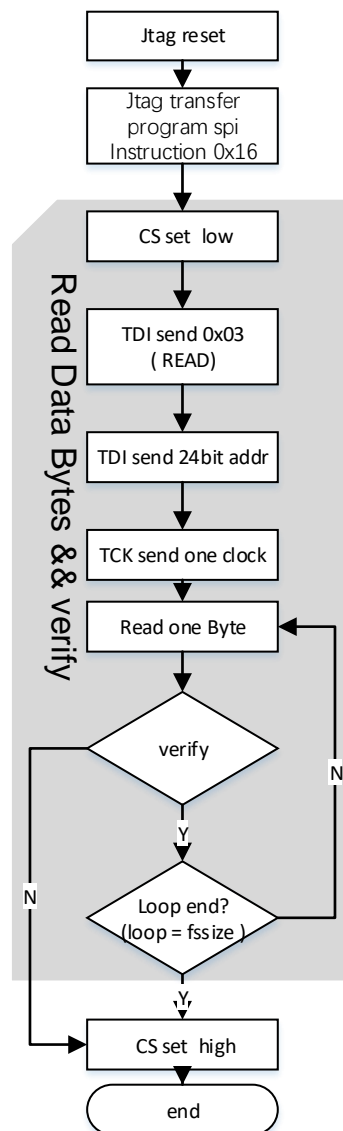 Jtag reset
Jtag transfer
program spi
Instruction 0x16
CS set low
Read Data Bytes && verify
TDI send 0x03
( READ)
TDI send 24bit addr
TCK send one clock
Read one Byte
verify
N
Y
N
Loop end?
(loop = fssize )
Y
CS set high
end